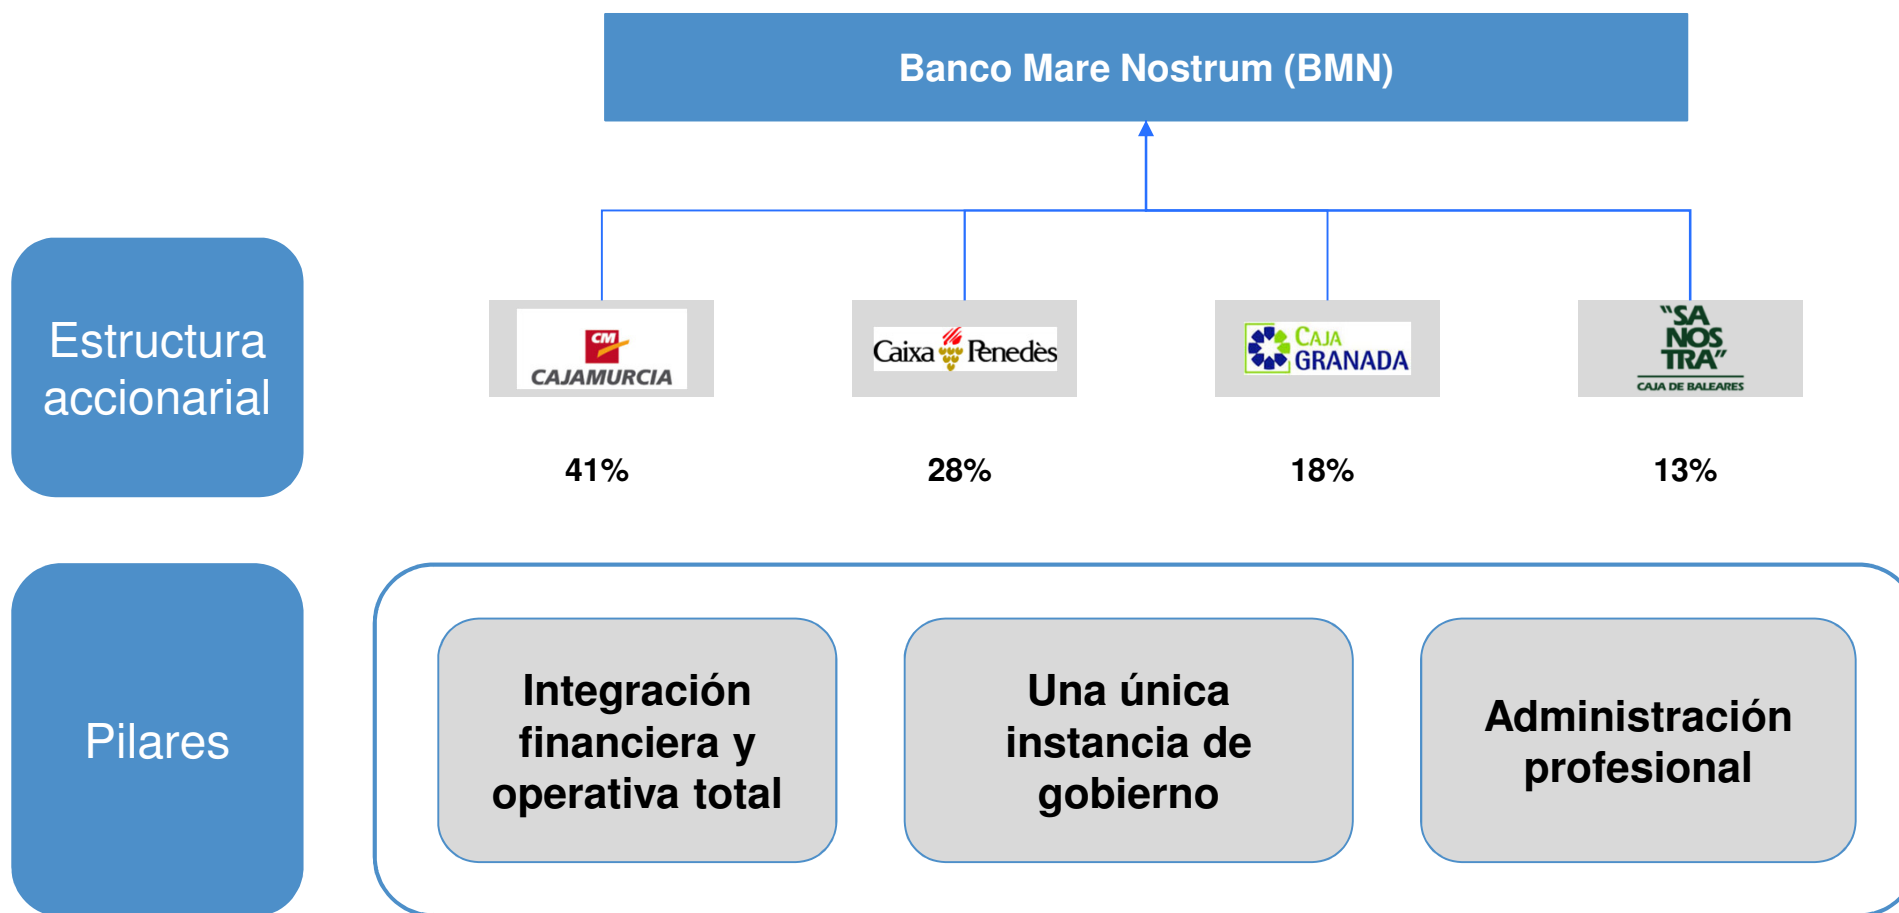 Banco Mare Nostrum (BMN)
Estructura
accionarial
CM
CAJAMURCIA
Caixa Penedès
CAJA
GRANADA
"SA
NOS
TRA"
CAJA DE BALEARES
41%
28%
18%
13%
Pilares
Integración
financiera y
operativa total
Una única
instancia de
gobierno
Administración
profesional